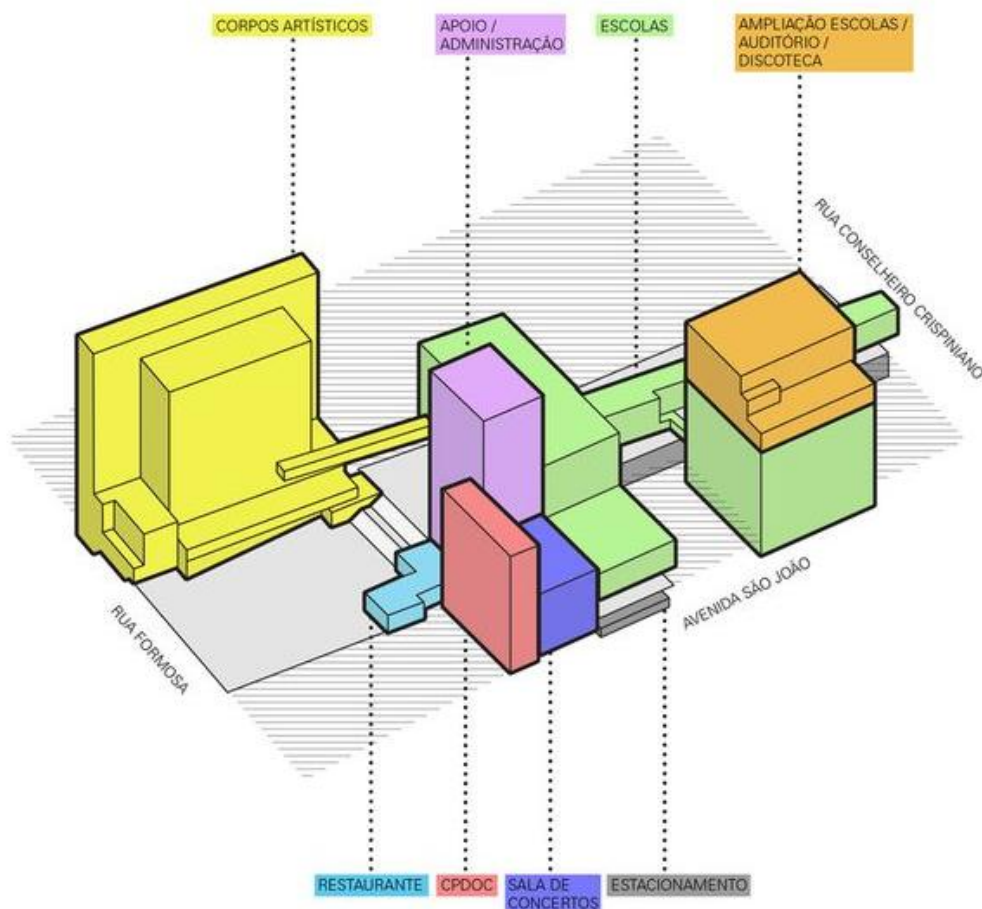 CORPOS ARTÍSTICOS
APOIO /
ADMINISTRAÇÃO
ESCOLAS
AMPLIAÇÃO ESCOLAS /
AUDITÓRIO /
DISCOTECA
RUA CONSELHEIRO CRISPINIANO
AVENIDA SÃO JOÃO
RUA FORMOSA
RESTAURANTE
CPDOC
SALA DE
CONCERTOS
ESTACIONAMENTO